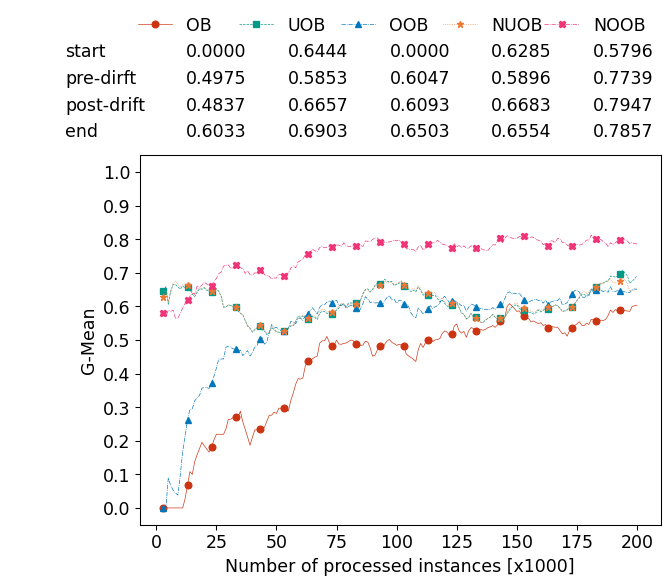 OB UOB OOB NUOB NOOB
start 0.0000 0.6444 0.0000 0.6285 0.5796
pre-dirft 0.4975 0.5853 0.6047 0.5896 0.7739
post-drift 0.4837 0.6657 0.6093 0.6683 0.7947
end 0.6033 0.6903 0.6503 0.6554 0.7857
1.0
0.9
0.8
0.7
0.6
0.5
0.4
0.3
0.2
0.1
0.0
G-Mean
0 25 50 75 100 125 150 175 200
Number of processed instances [x1000]